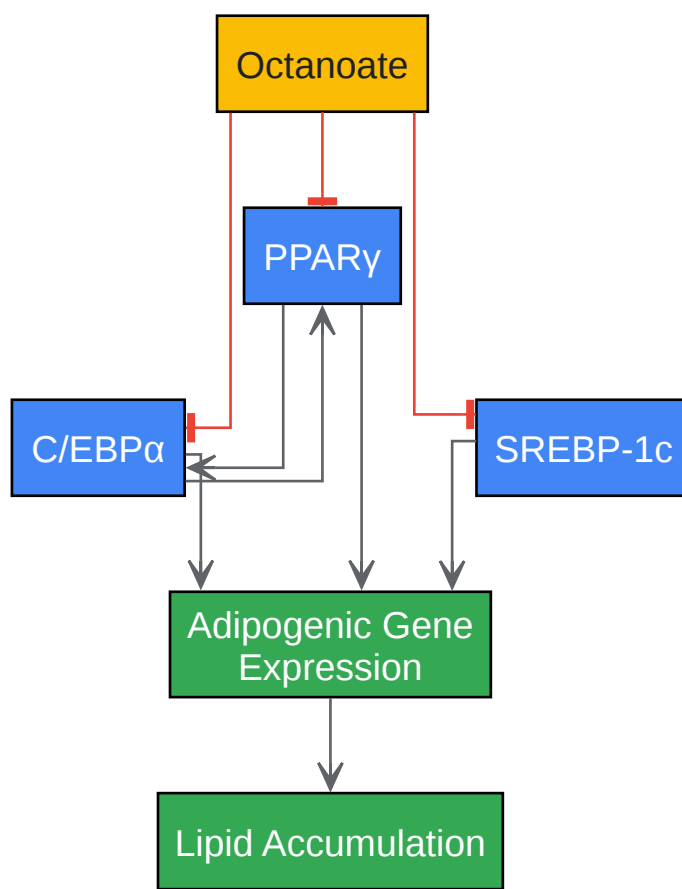 Octanoate
PPARγ
C/EBPα
SREBP-1c
Adipogenic Gene
Expression
Lipid Accumulation